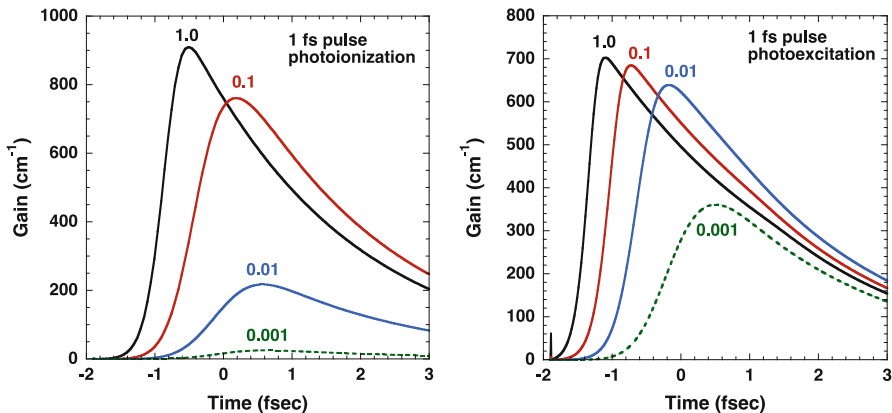 1 fs pulse
photoionization
1.0
0.1
0.01
0.001
Gain (cm⁻¹)
1000
800
600
400
200
0
-2 -1 0 1 2 3
Time (fsec)
1 fs pulse
photoexcitation
1.0
0.1
0.01
0.001
Gain (cm⁻¹)
800
700
600
500
400
300
200
100
0
-2 -1 0 1 2 3
Time (fsec)